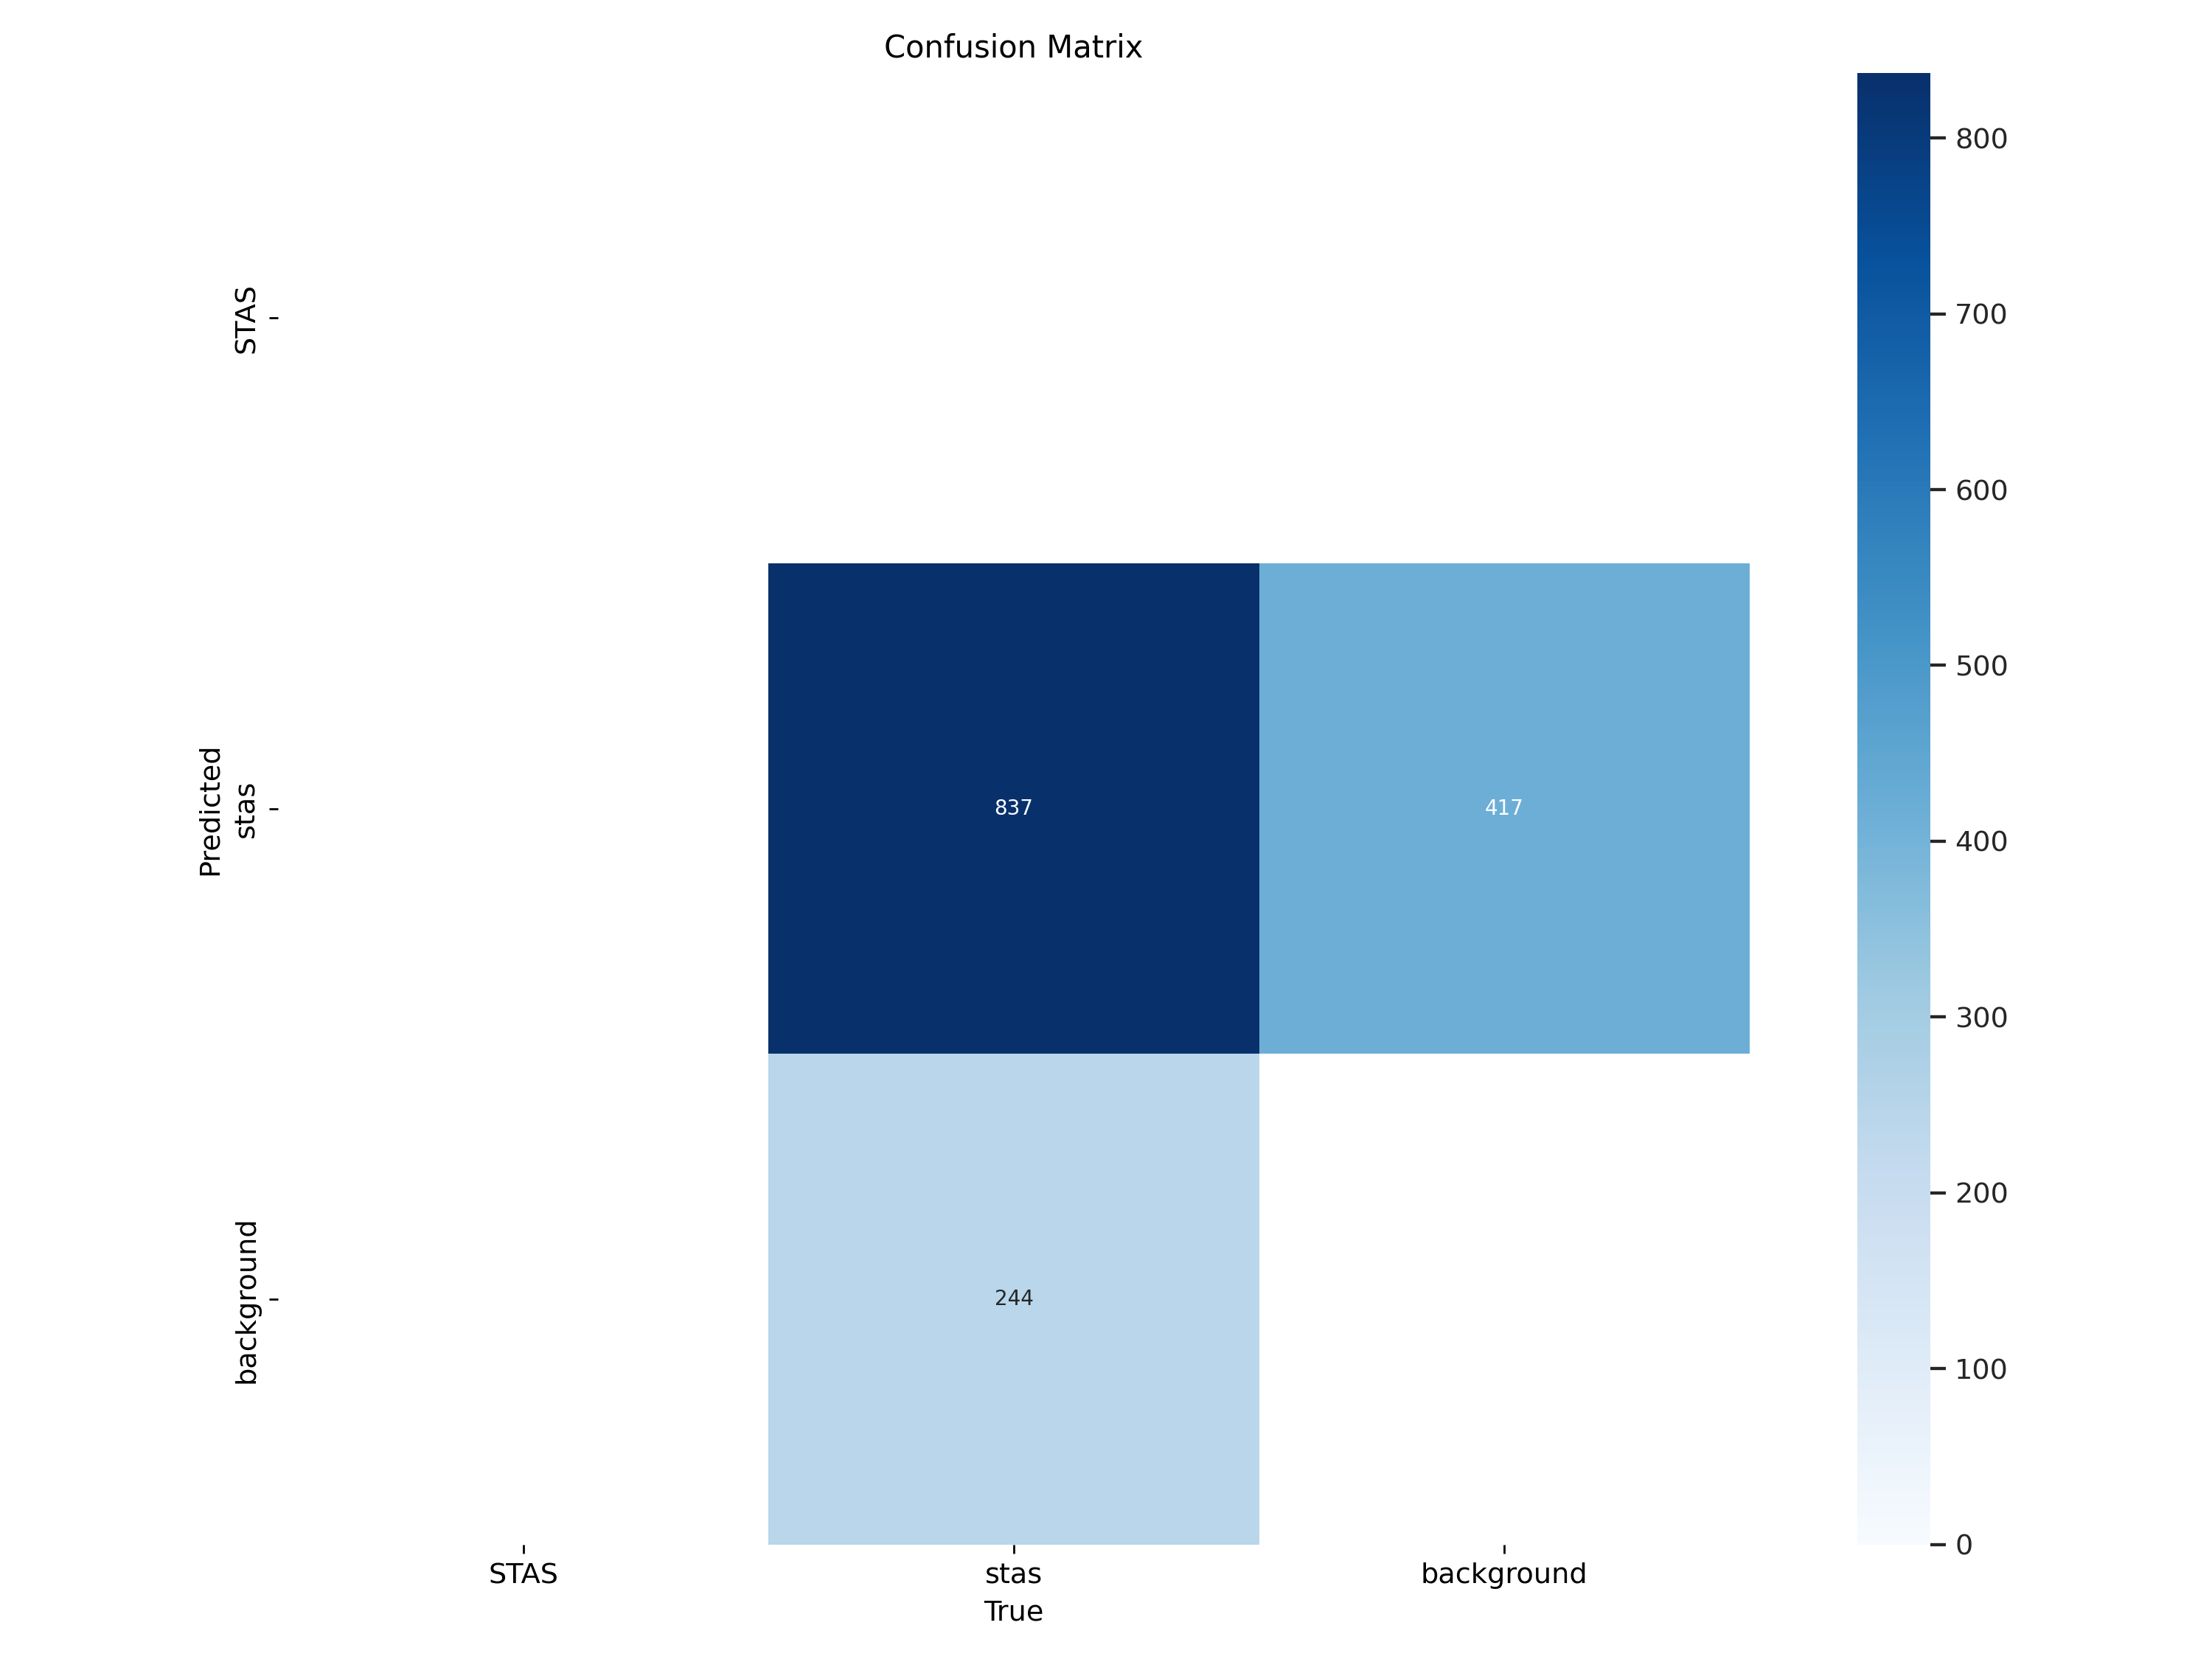 Confusion Matrix
STAS
stas
background
Predicted
837
417
244
STAS
stas
background
True
800
700
600
500
400
300
200
100
0